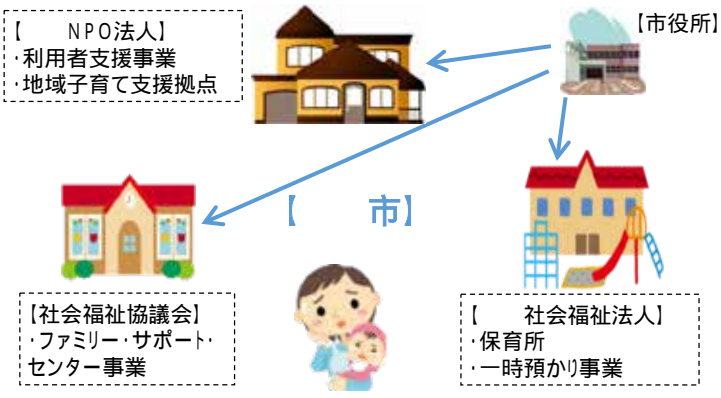 【　　NPO法人】
・利用者支援事業
・地域子育て支援拠点
【市役所】
【　　市】
【社会福祉協議会】
・ファミリー・サポート・
センター事業
【　　社会福祉法人】
・保育所
・一時預かり事業